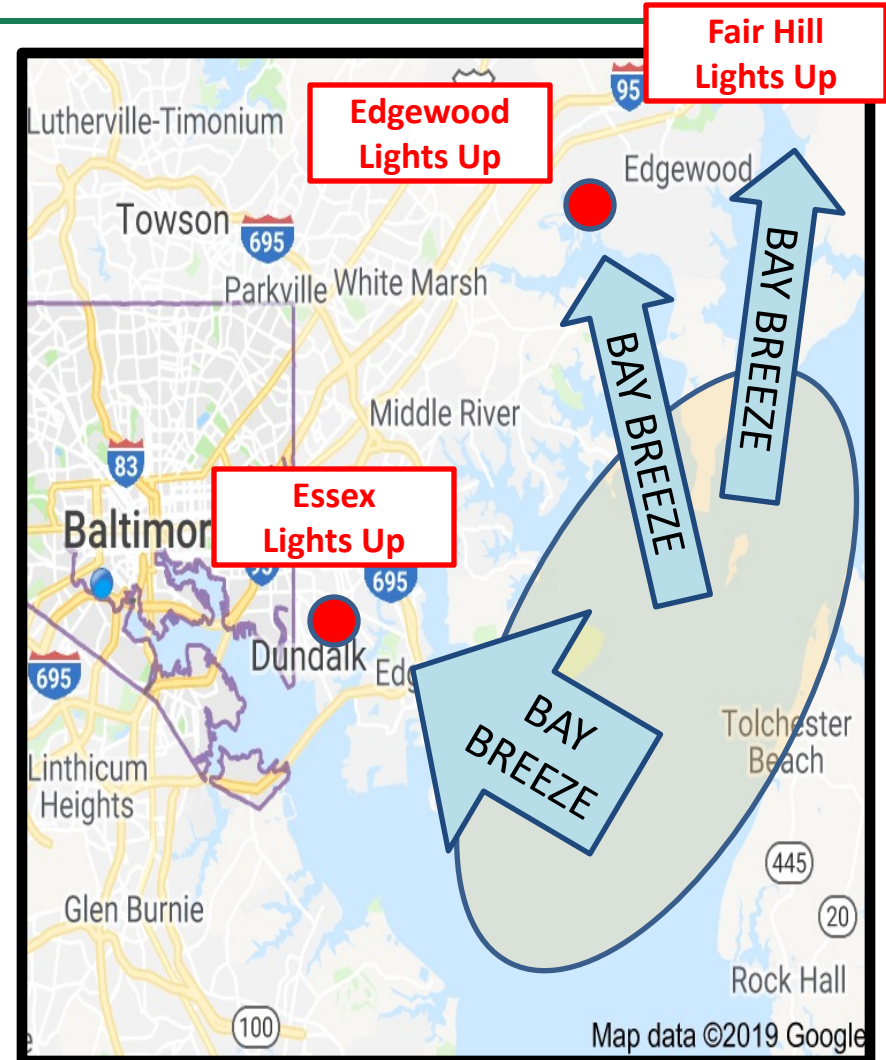 Fair Hill
Lights Up
Edgewood
Lights Up
95
Lutherville-Timonium
Edgewood
Towson
695
Parkville
White Marsh
BAY BREEZE
BAY BREEZE
Middle River
83
Essex
Lights Up
Baltimor
95
695
Dundalk
Edg
695
BAY
BREEZE
Tolchester
Beach
Linthicum
Heights
445
Glen Burnie
20
Rock Hall
100
Map data ©2019 Google